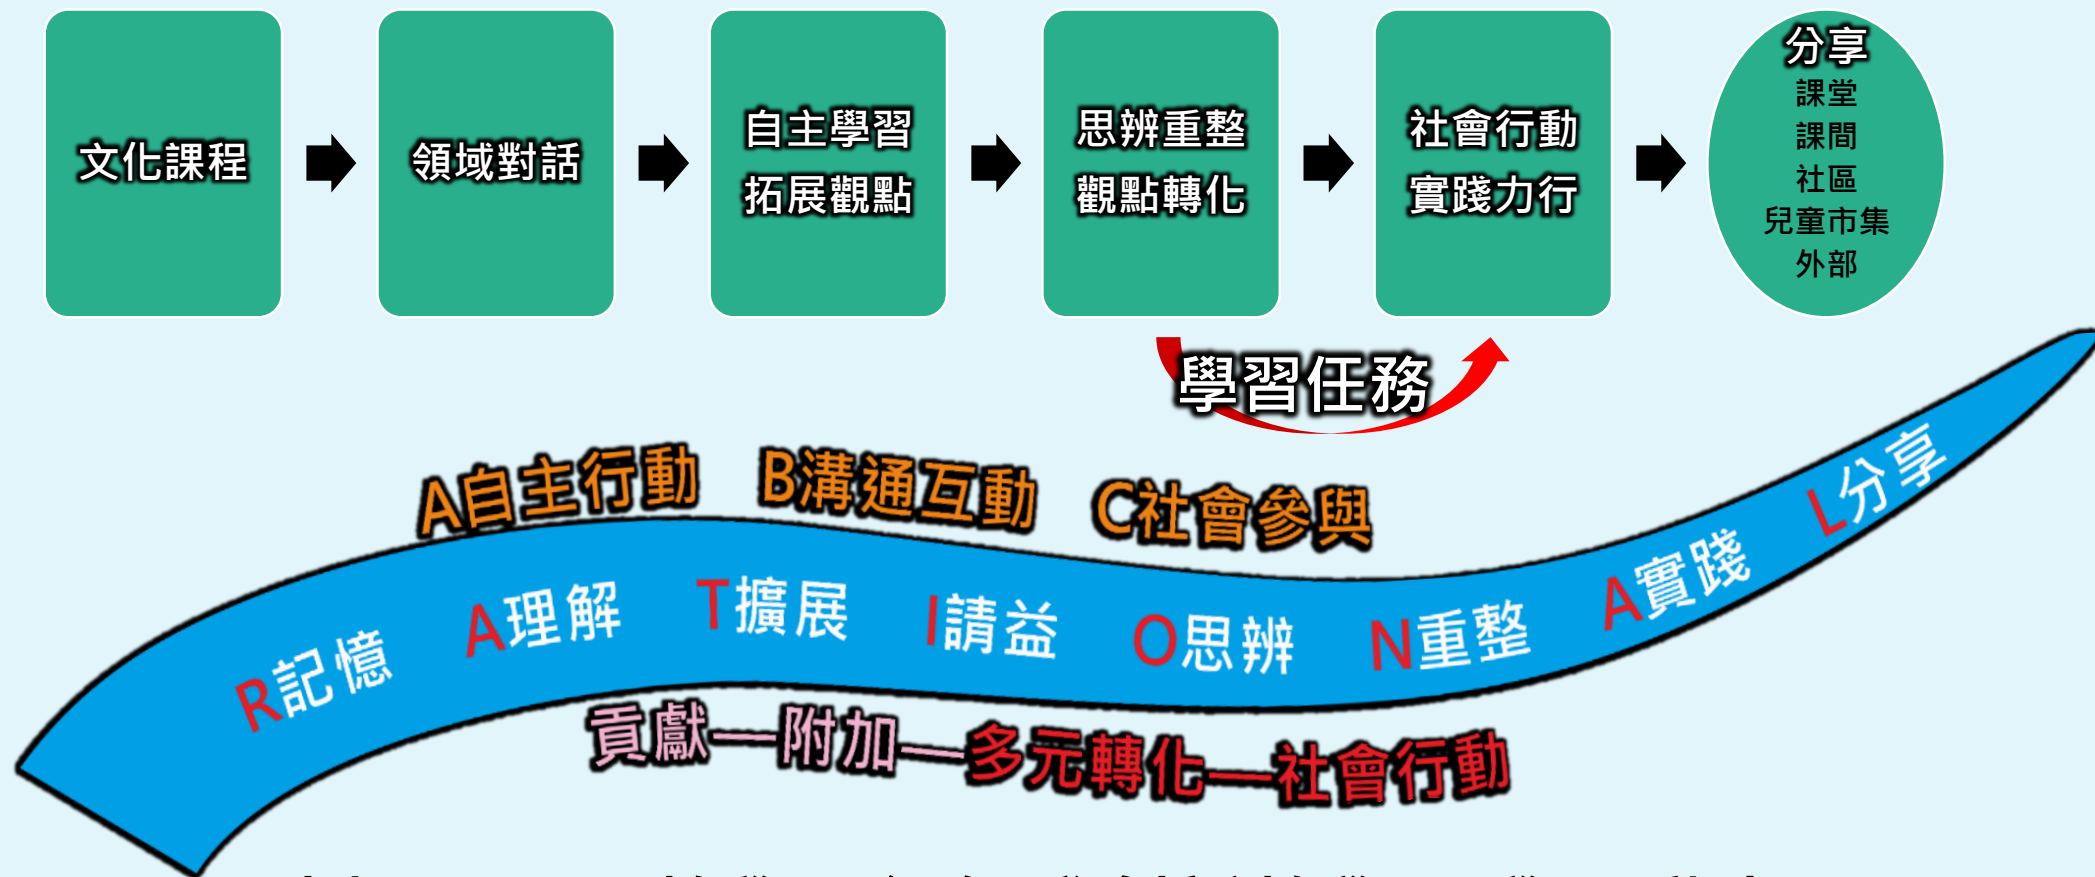 文化課程
領域對話
自主學習
拓展觀點
思辨重整
觀點轉化
社會行動
實踐力行
分享
課堂
課間
社區
兒童市集
外部
學習任務
A自主行動 B溝通互動 C社會參與
R記憶 A理解 T擴展 I請益 O思辨 N重整 A實踐 L分享
貢獻—附加—多元轉化—社會行動